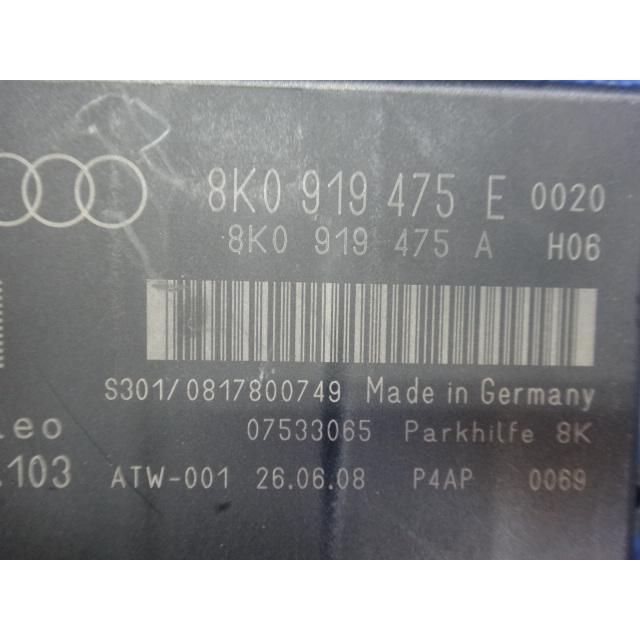 8K0 919 475 E 0020
8K0 919 475 A H06
S301/0817800749 Made in Germany
leo 07533065 Parkhilfe 8K
.103 ATW-001 26.06.08 P4AP 0069